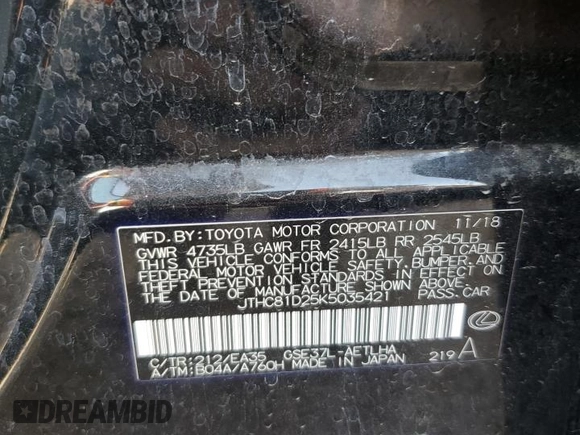 MFD.BY:TOYOTA MOTOR CORPORATION 11/18
GVWR 4735LB GAWR FR 2415LB RR 2545LB
THIS VEHICLE CONFORMS TO ALL APPLICABLE
FEDERAL MOTOR VEHICLE SAFETY, BUMPER, AND
THEFT PREVENTION STANDARDS IN EFFECT ON
THE DATE OF MANUFACTURE SHOWN ABOVE.
JTHC81D25K5035421 PASS.CAR
C/TR:212/EA35 GSE37L-AETLHA
A/TM:B04A/A760H MADE IN JAPAN 219 A
DREAMBID